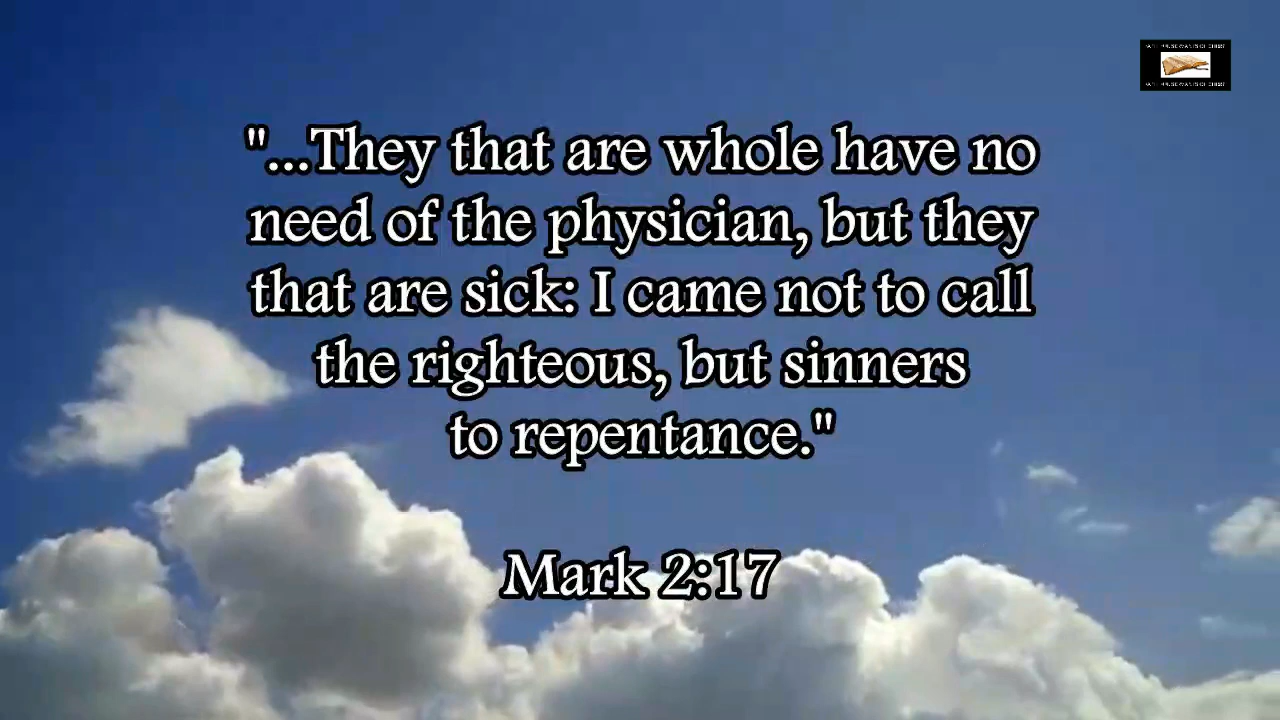 "...They that are whole have no
need of the physician, but they
that are sick: I came not to call
the righteous, but sinners
to repentance."
Mark 2:17